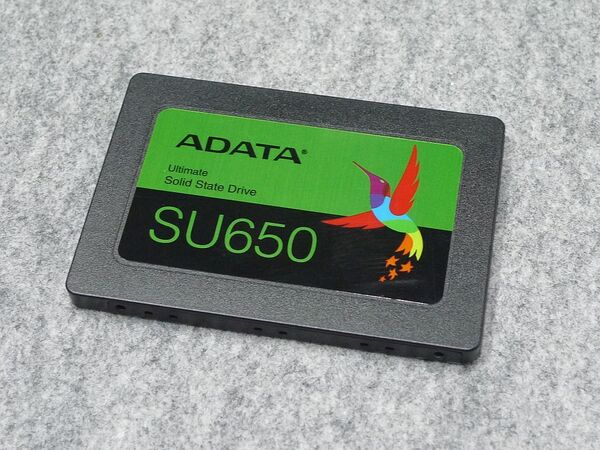 ADATA®
Ultimate
Solid State Drive
SU650